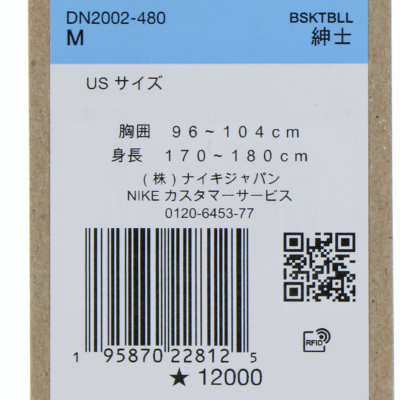 DN2002-480 BSKTBLL
M 紳士
US サイズ
胸囲 96~104cm
身長 170~180cm
(株)ナイキジャパン
NIKE カスタマーサービス
0120-6453-77
RFID
1 95870 22812 5
★ 12000